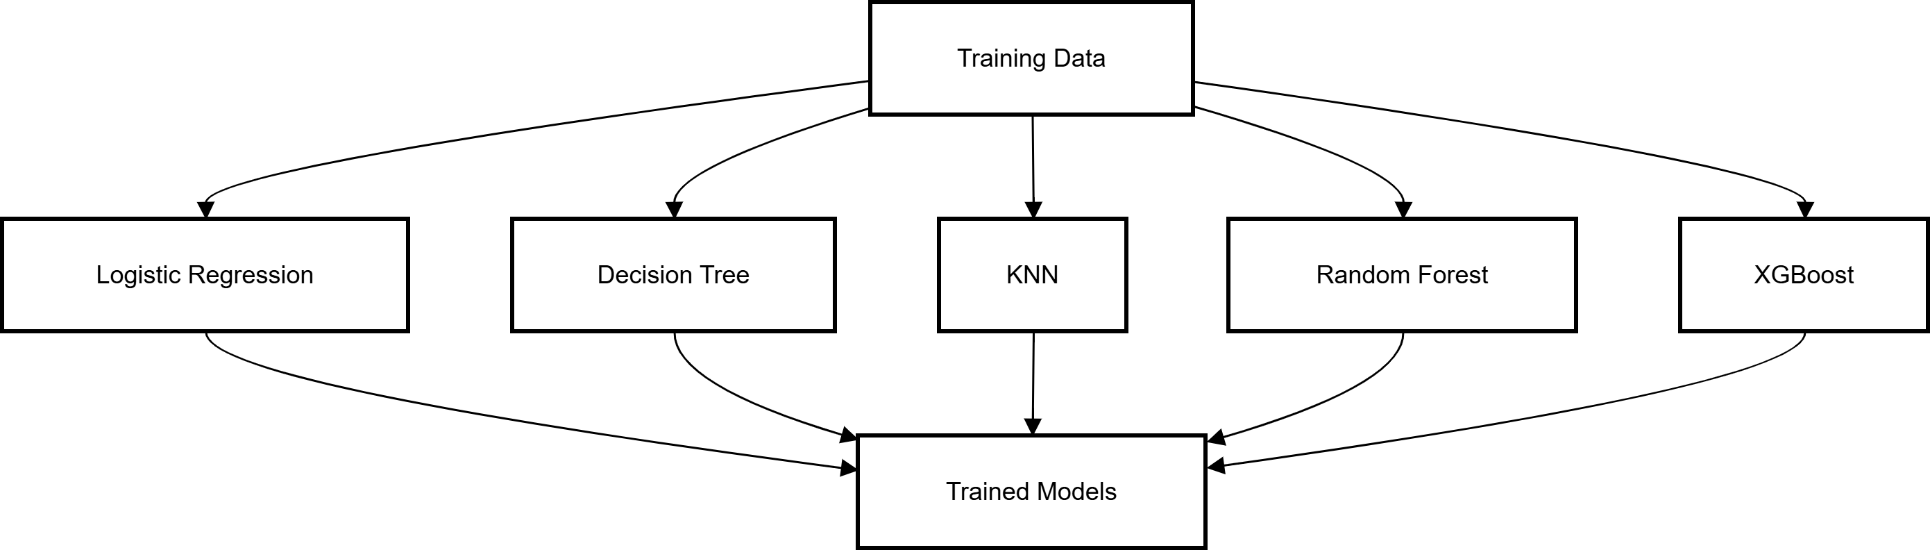 Training Data
Logistic Regression
Decision Tree
KNN
Random Forest
XGBoost
Trained Models